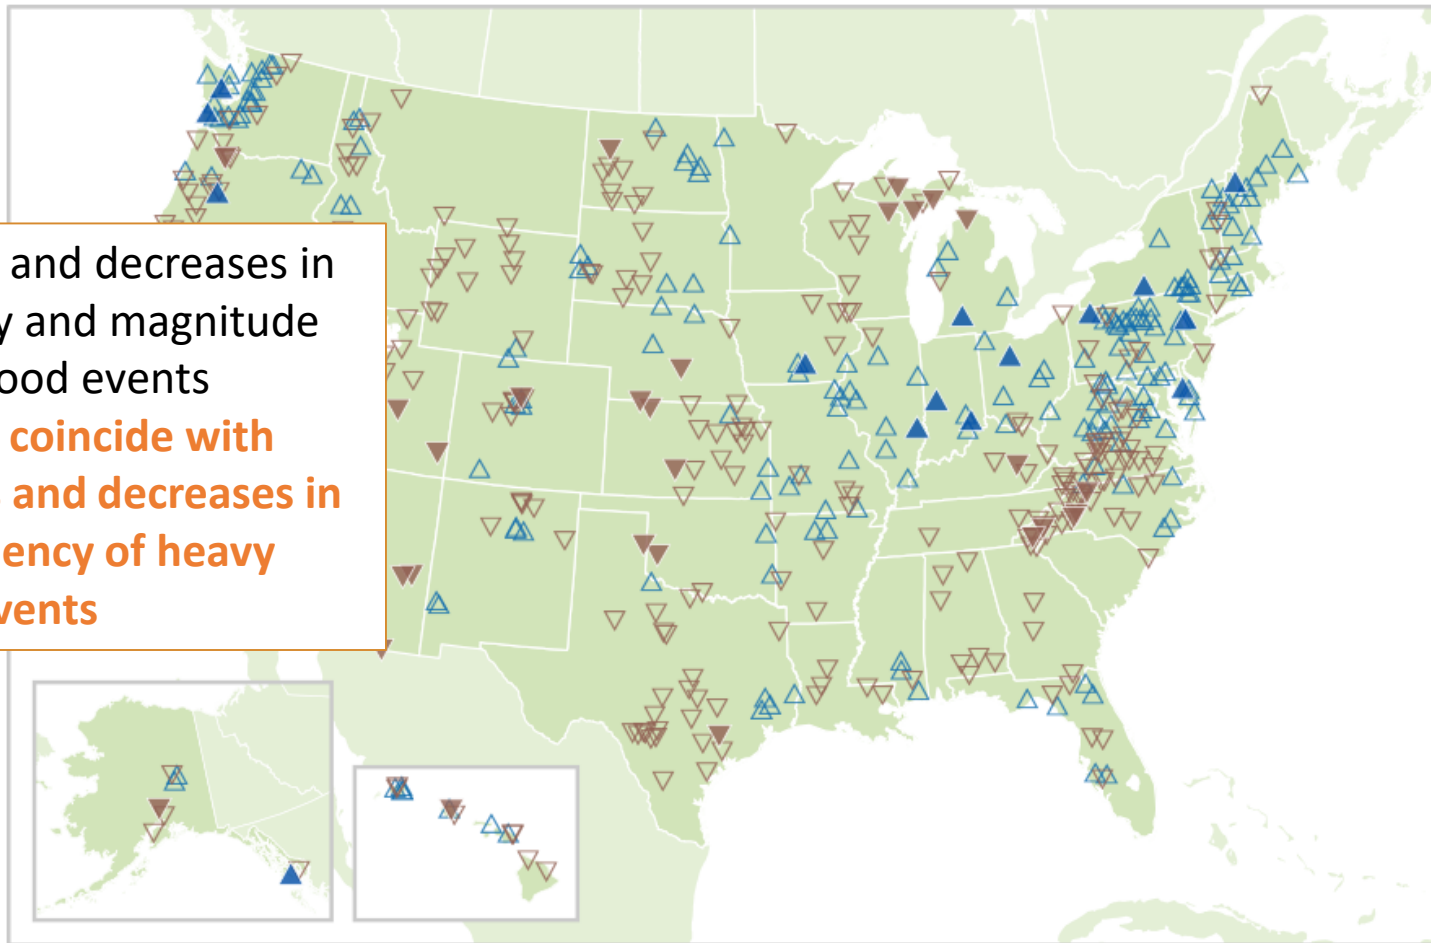 and decreases in
y and magnitude
ood events
coincide with
s and decreases in
ency of heavy
vents